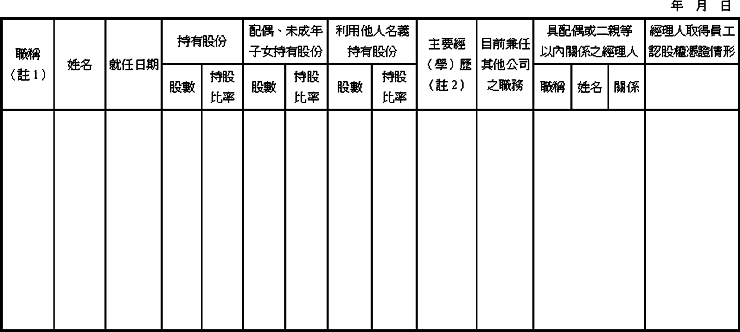 年 月 日
職稱
（註1）
姓名
就任日期
持有股份
股數
持股
比率
配偶、未成年
子女持有股份
股數
持股
比率
利用他人名義
持有股份
股數
持股
比率
主要經
（學）歷
（註2）
目前兼任
其他公司
之職務
具配偶或二親等
以內關係之經理人
職稱
姓名
關係
經理人取得員工
認股權憑證情形